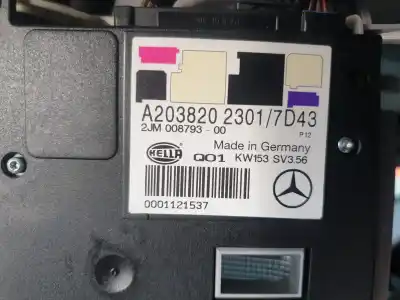 A203820 2301/7D43
2JM 008793-00
P12
Made in Germany
HELLA
Q01 KW153 SV3.56
0001121537